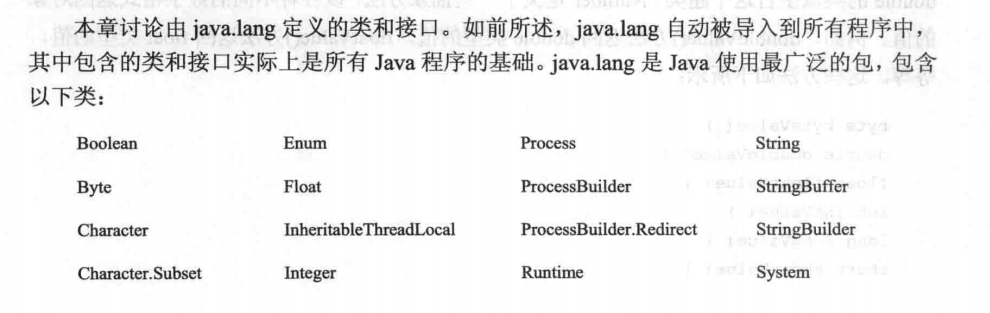 本章讨论由 java.lang 定义的类和接口。如前所述，java.lang 自动被导入到所有程序中，
其中包含的类和接口实际上是所有 Java 程序的基础。java.lang 是 Java 使用最广泛的包，包含
以下类：
Boolean Enum Process String
Byte Float ProcessBuilder StringBuffer
Character InheritableThreadLocal ProcessBuilder.Redirect StringBuilder
Character.Subset Integer Runtime System